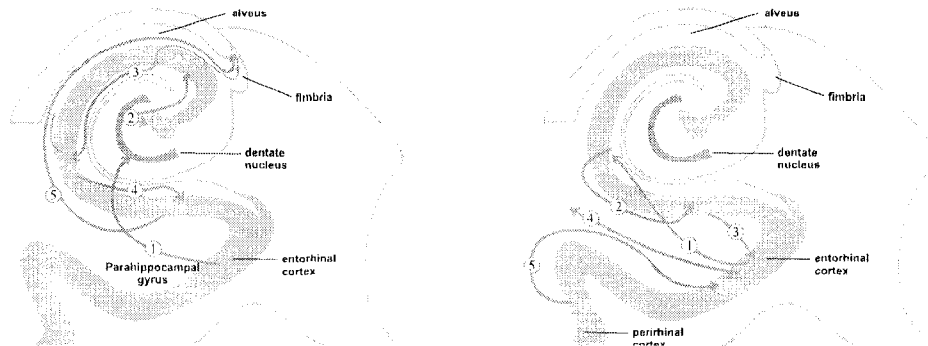 alveus
3
fimbria
2
dentate
nucleus
4
5
1
Parahippocampal
gyrus
entorhinal
cortex
alveus
fimbria
dentate
nucleus
2
4
3
1
entorhinal
cortex
5
perirhinal
cortex